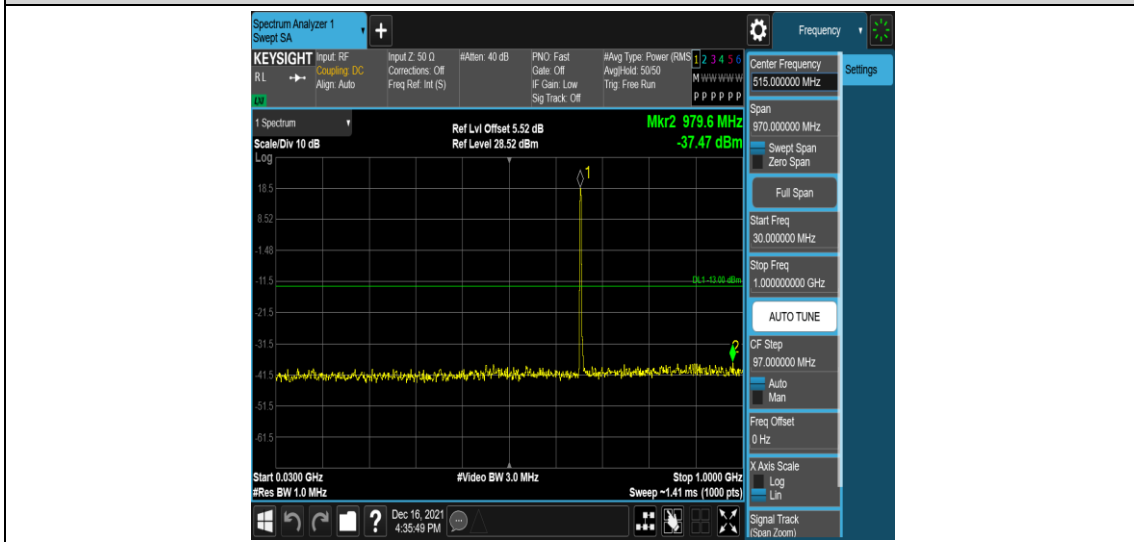 Spectrum Analyzer 1
Swept SA
+
Frequency
KEYSIGHT
RL
Input: RF
Coupling: DC
Align: Auto
Input Z: 50 Ω
Corrections: Off
Freq Ref: Int (S)
#Atten: 40 dB
PNO: Fast
Gate: Off
IF Gain: Low
Sig Track: Off
#Avg Type: Power (RMS
Avg|Hold: 50/50
Trig: Free Run
1 2 3 4 5 6
M W W W W W
P P P P P P
Center Frequency
515.000000 MHz
Settings
1 Spectrum
Ref Lvl Offset 5.52 dB
Mkr2 979.6 MHz
Scale/Div 10 dB
Ref Level 28.52 dBm
-37.47 dBm
Log
1
18.5
8.52
-1.48
-11.5
DL1 -13.00 dBm
-21.5
-31.5
2
-41.5
-51.5
-61.5
Start 0.0300 GHz
#Video BW 3.0 MHz
Stop 1.0000 GHz
#Res BW 1.0 MHz
Sweep ~1.41 ms (1000 pts)
Span
970.000000 MHz
Swept Span
Zero Span
Full Span
Start Freq
30.000000 MHz
Stop Freq
1.000000000 GHz
AUTO TUNE
CF Step
97.000000 MHz
Auto
Man
Freq Offset
0 Hz
X Axis Scale
Log
Lin
Signal Track
(Span Zoom)
?
Dec 16, 2021
4:35:49 PM